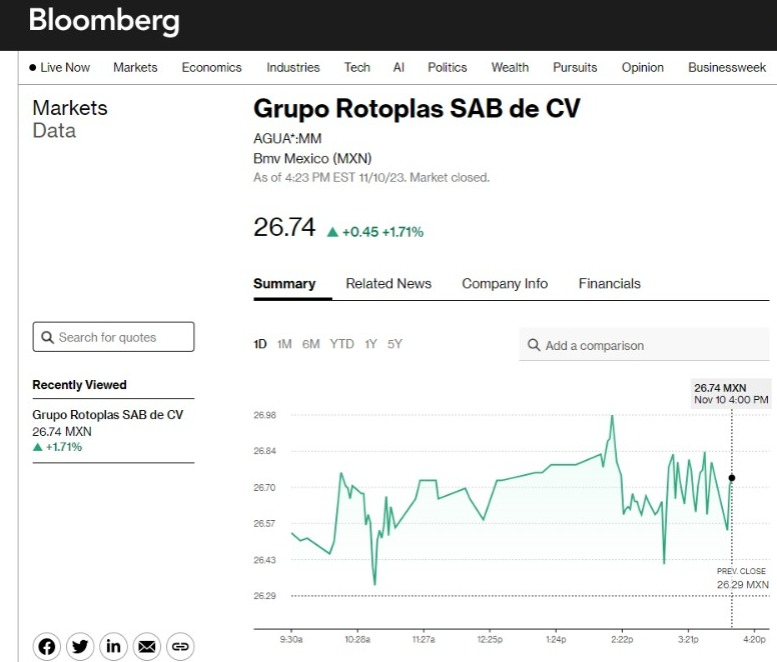 Bloomberg
Live Now Markets Economics Industries Tech AI Politics Wealth Pursuits Opinion Businessweek
Markets
Data
Grupo Rotoplas SAB de CV
AGUA*:MM
Bmv Mexico (MXN)
As of 4:23 PM EST 11/10/23. Market closed.
26.74 ▲ +0.45 +1.71%
Summary Related News Company Info Financials
Search for quotes
1D 1M 6M YTD 1Y 5Y
Add a comparison
Recently Viewed
Grupo Rotoplas SAB de CV
26.74 MXN
▲ +1.71%
26.74 MXN
Nov 10 4:00 PM
26.98
26.84
26.70
26.57
26.43
26.29
PREV. CLOSE
26.29 MXN
9:30a 10:28a 11:27a 12:25p 1:24p 2:22p 3:21p 4:20p